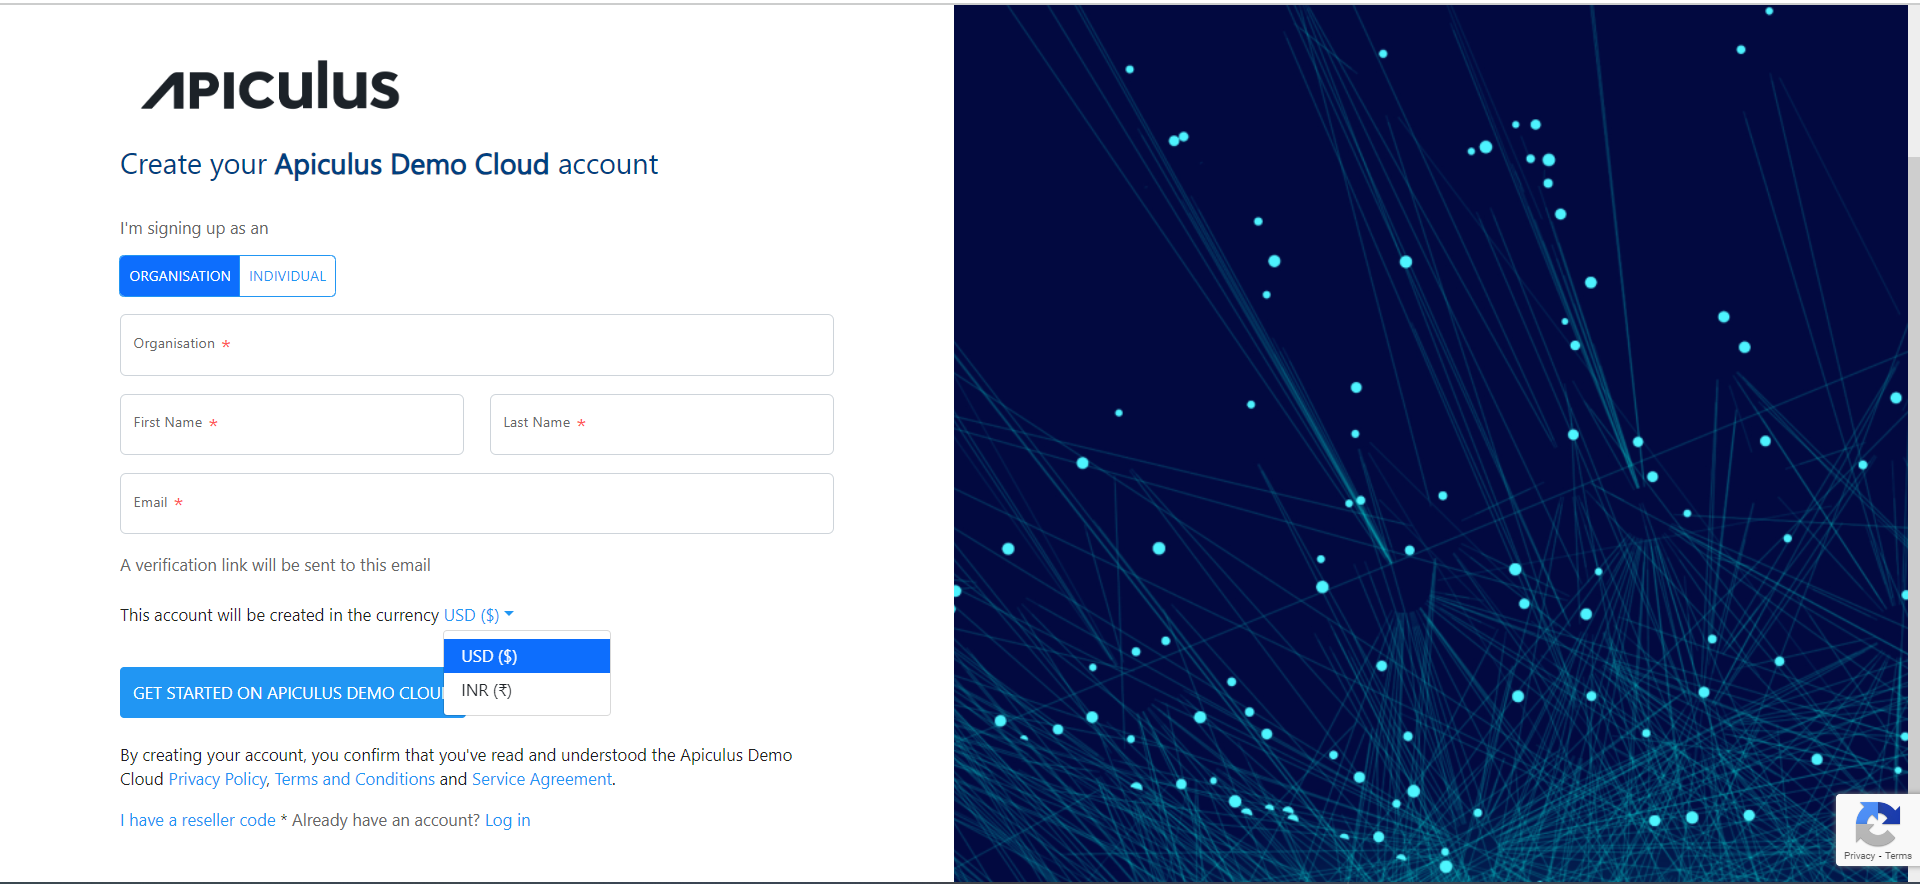 APICULUS
Create your Apiculus Demo Cloud account
I'm signing up as an
ORGANISATION INDIVIDUAL
Organisation *
First Name * Last Name *
Email *
A verification link will be sent to this email
This account will be created in the currency USD ($)
USD ($)
INR (₹)
GET STARTED ON APICULUS DEMO CLOU
By creating your account, you confirm that you've read and understood the Apiculus Demo
Cloud Privacy Policy, Terms and Conditions and Service Agreement.
I have a reseller code * Already have an account? Log in
Privacy - Terms